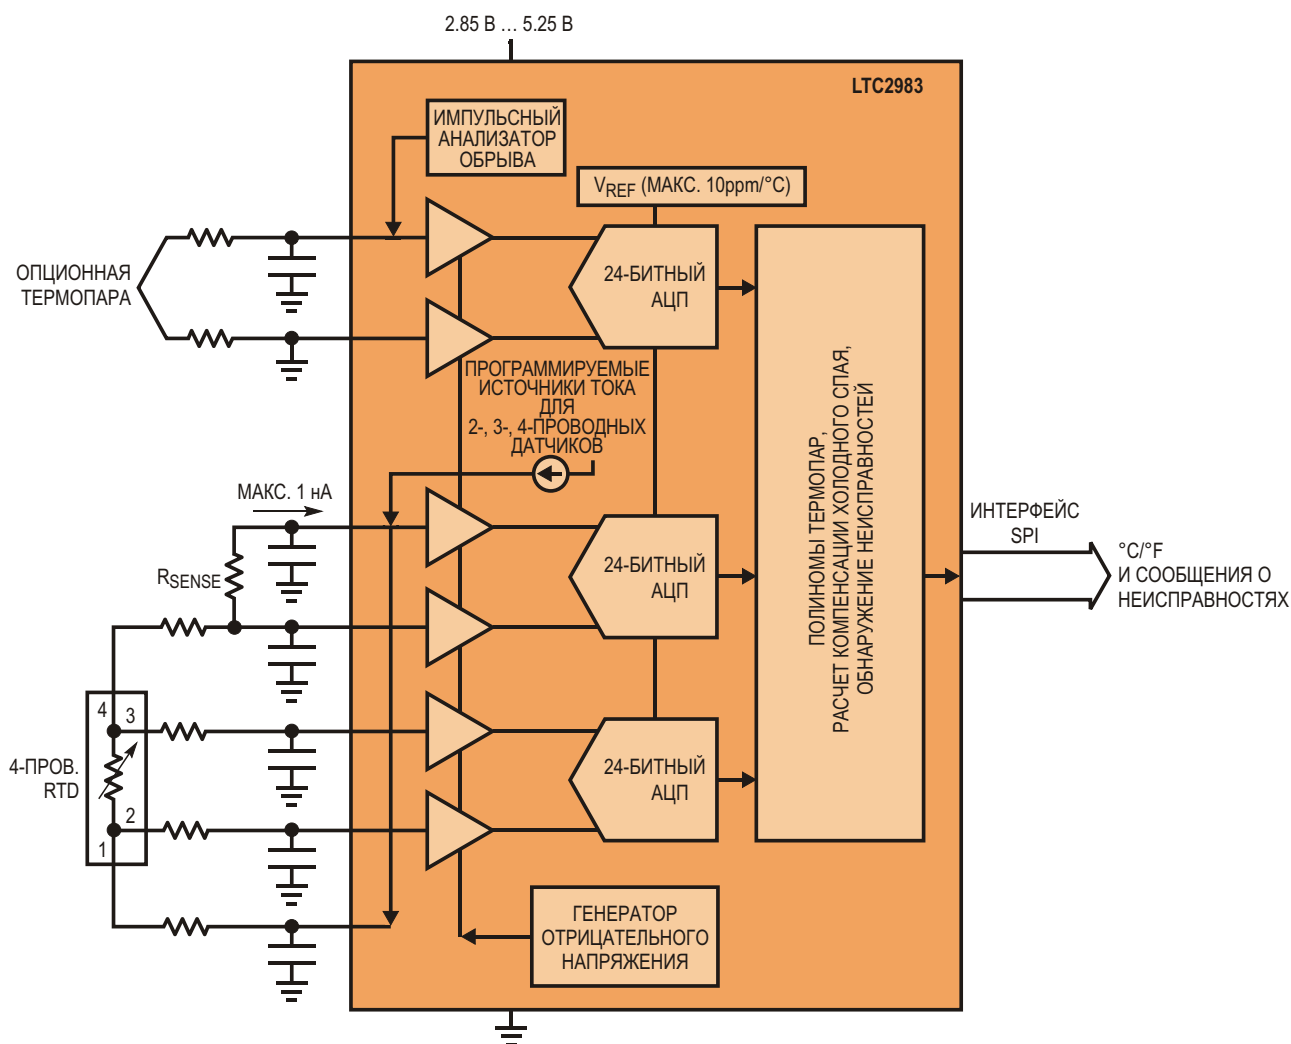 2.85 В ... 5.25 В
LTC2983
ИМПУЛЬСНЫЙ
АНАЛИЗАТОР
ОБРЫВА
VREF (МАКС. 10ppm/°C)
ОПЦИОННАЯ
ТЕРМОПАРА
24-БИТНЫЙ
АЦП
ПРОГРАММИРУЕМЫЕ
ИСТОЧНИКИ ТОКА
ДЛЯ
2-, 3-, 4-ПРОВОДНЫХ
ДАТЧИКОВ
МАКС. 1 нА
RSENSE
24-БИТНЫЙ
АЦП
ПОЛИНОМЫ ТЕРМОПАР,
РАСЧЕТ КОМПЕНСАЦИИ ХОЛОДНОГО СПАЯ,
ОБНАРУЖЕНИЕ НЕИСПРАВНОСТЕЙ
ИНТЕРФЕЙС
SPI
°C/°F
И СООБЩЕНИЯ О
НЕИСПРАВНОСТЯХ
4
3
4-ПРОВ.
RTD
2
1
24-БИТНЫЙ
АЦП
ГЕНЕРАТОР
ОТРИЦАТЕЛЬНОГО
НАПРЯЖЕНИЯ